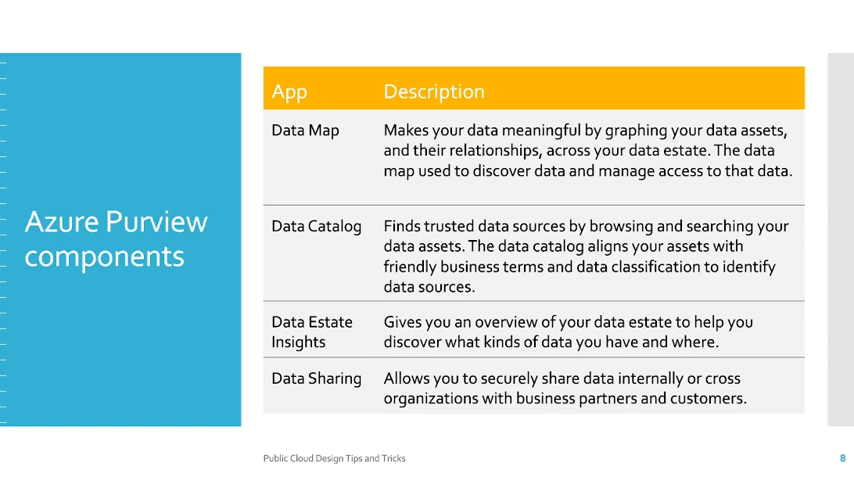 Azure Purview
components
App Description
Data Map Makes your data meaningful by graphing your data assets,
and their relationships, across your data estate. The data
map used to discover data and manage access to that data.
Data Catalog Finds trusted data sources by browsing and searching your
data assets. The data catalog aligns your assets with
friendly business terms and data classification to identify
data sources.
Data Estate Gives you an overview of your data estate to help you
Insights discover what kinds of data you have and where.
Data Sharing Allows you to securely share data internally or cross
organizations with business partners and customers.
Public Cloud Design Tips and Tricks 8